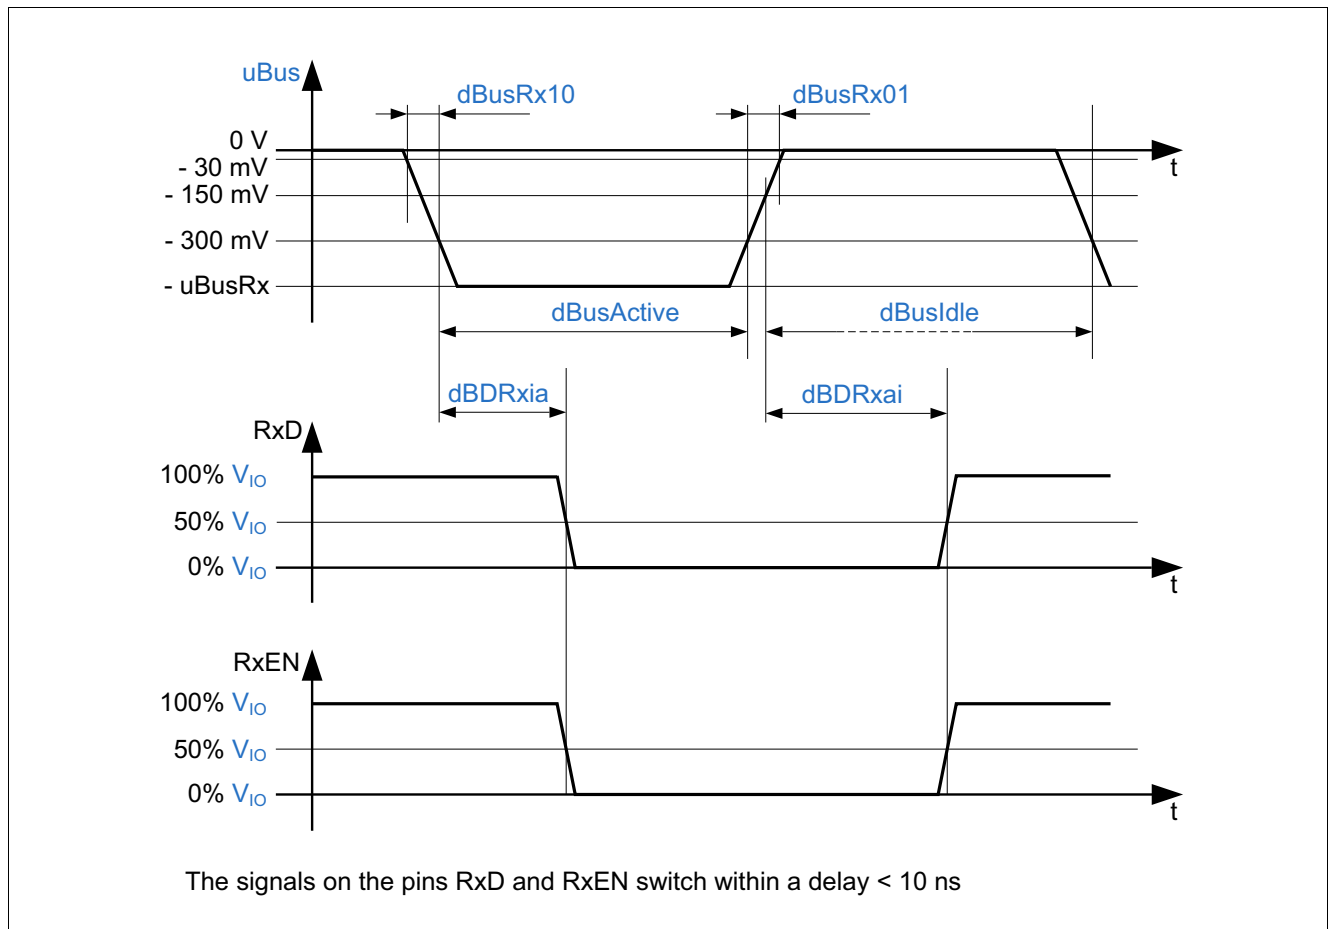 uBus
dBusRx10
dBusRx01
0 V
- 30 mV
t
- 150 mV
- 300 mV
- uBusRx
dBusActive
dBusIdle
dBDRxia
dBDRxai
RxD
100% VIO
50% VIO
0% VIO
t
RxEN
100% VIO
50% VIO
0% VIO
t
The signals on the pins RxD and RxEN switch within a delay < 10 ns